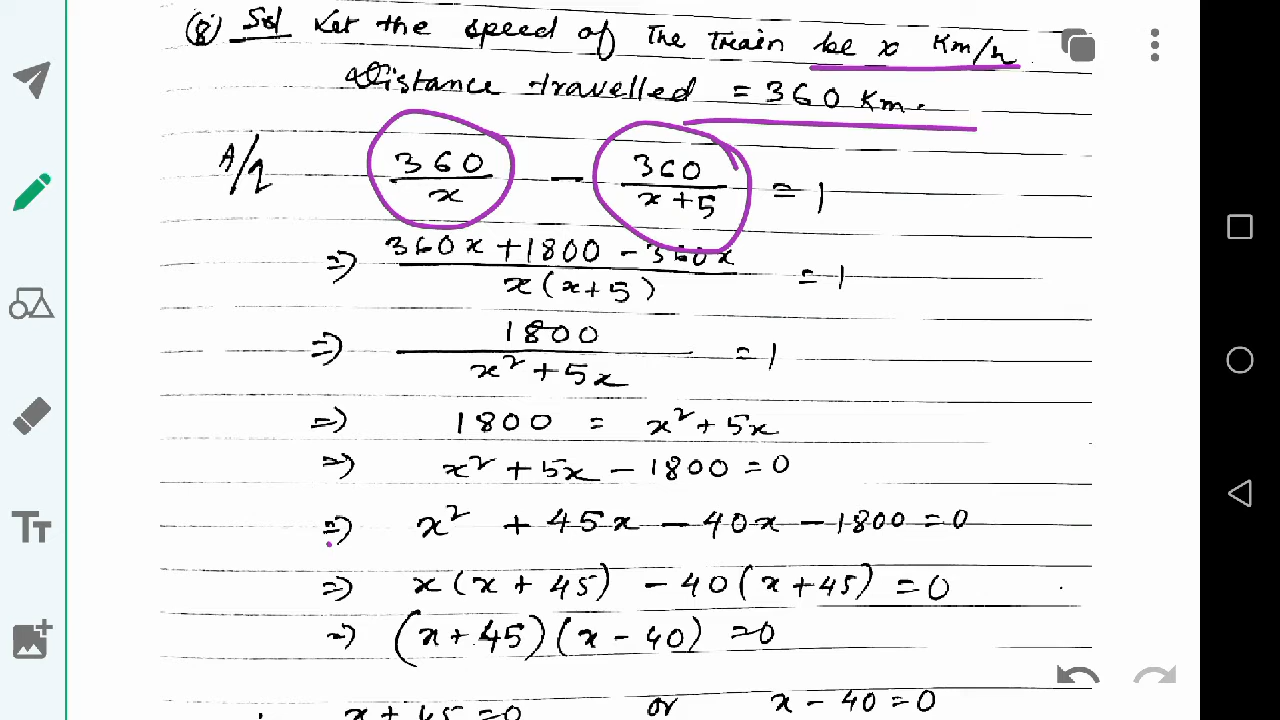 (8) Sol Let the speed of the train be x Km/h
Distance travelled = 360 Km.
A/q 360/x - 360/(x+5) = 1
=> (360x + 1800 - 360x)/(x(x+5)) = 1
=> 1800/(x² + 5x) = 1
=> 1800 = x² + 5x
=> x² + 5x - 1800 = 0
=> x² + 45x - 40x - 1800 = 0
=> x(x + 45) - 40(x + 45) = 0
=> (x + 45)(x - 40) = 0
x + 45 = 0 or x - 40 = 0
TT